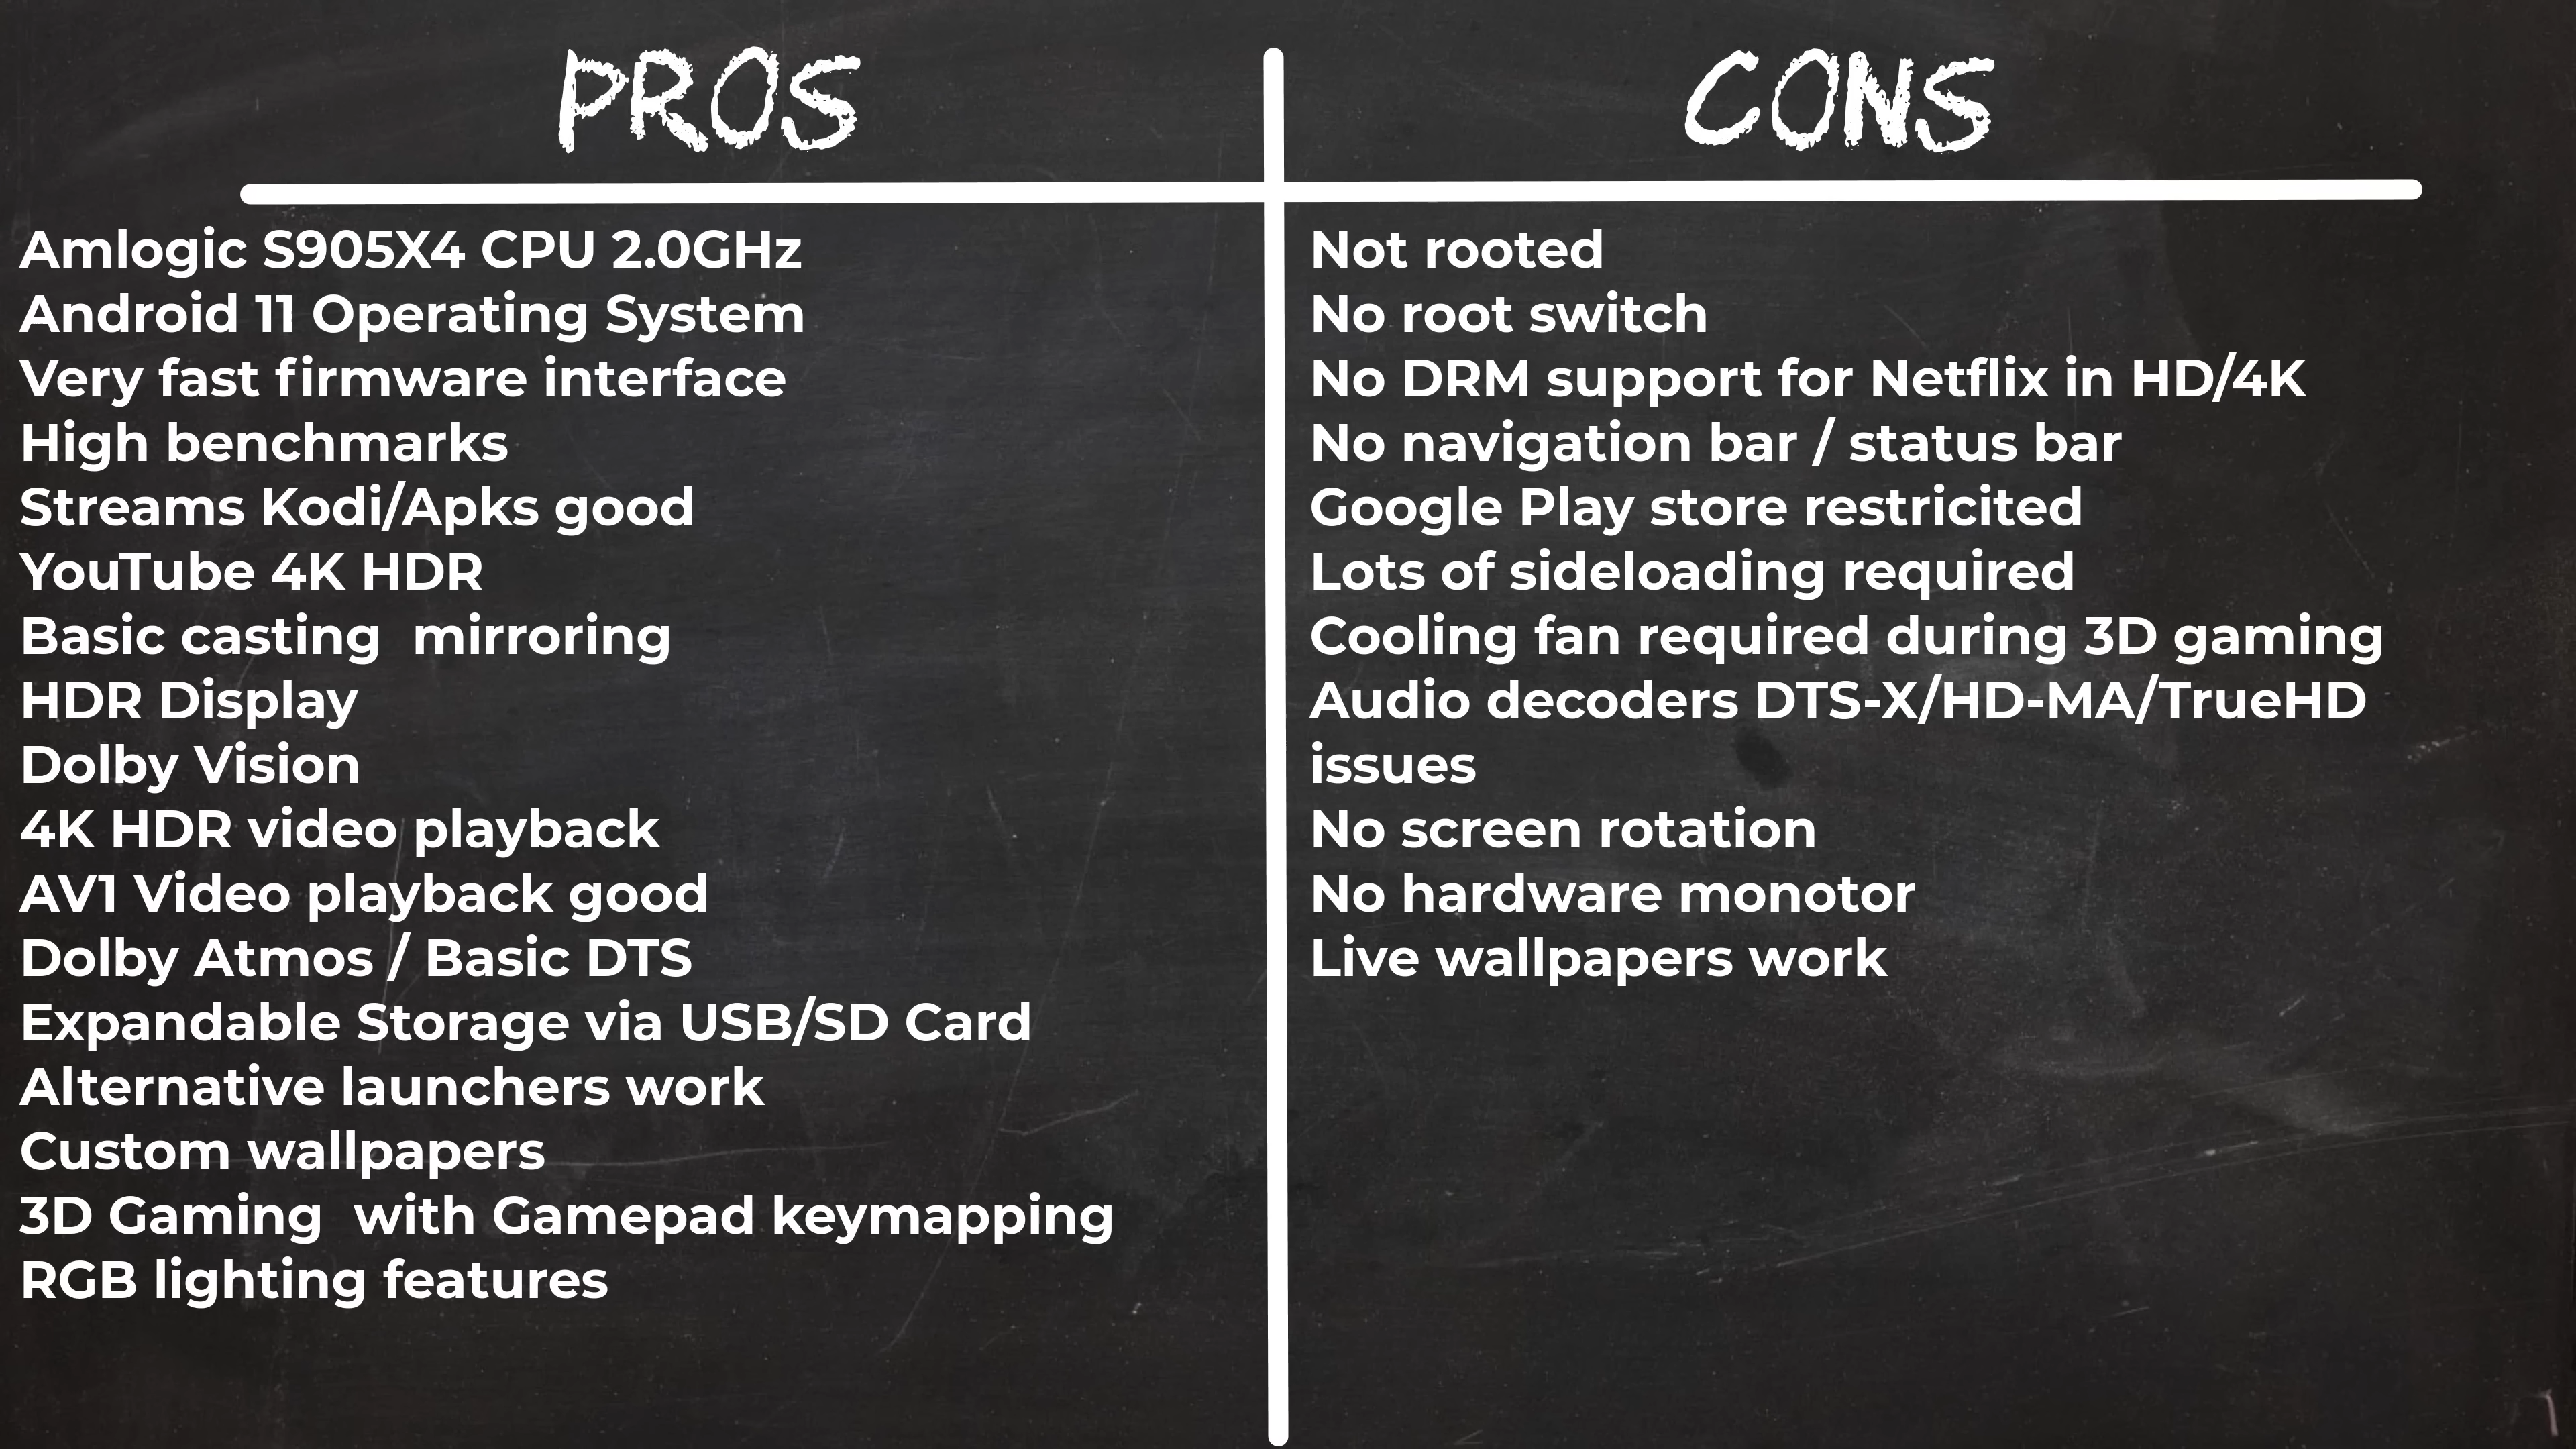 PROS
Amlogic S905X4 CPU 2.0GHz
Android 11 Operating System
Very fast firmware interface
High benchmarks
Streams Kodi/Apks good
YouTube 4K HDR
Basic casting  mirroring
HDR Display
Dolby Vision
4K HDR video playback
AV1 Video playback good
Dolby Atmos / Basic DTS
Expandable Storage via USB/SD Card
Alternative launchers work
Custom wallpapers
3D Gaming  with Gamepad keymapping
RGB lighting features
CONS
Not rooted
No root switch
No DRM support for Netflix in HD/4K
No navigation bar / status bar
Google Play store restricited
Lots of sideloading required
Cooling fan required during 3D gaming
Audio decoders DTS-X/HD-MA/TrueHD
issues
No screen rotation
No hardware monotor
Live wallpapers work